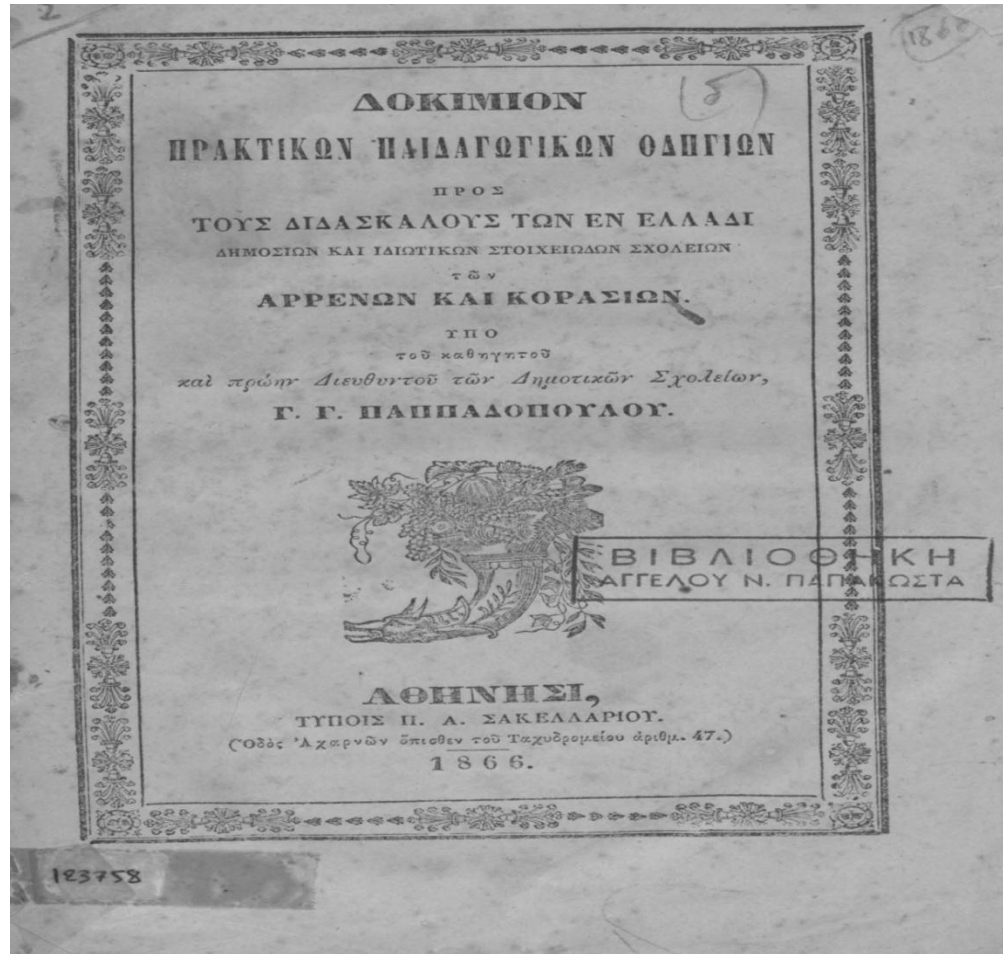 2
1866
(δ)
ΔΟΚΙΜΙΟΝ
ΠΡΑΚΤΙΚΩΝ ΠΑΙΔΑΓΩΓΙΚΩΝ ΟΔΗΓΙΩΝ
ΠΡΟΣ
ΤΟΥΣ ΔΙΔΑΣΚΑΛΟΥΣ ΤΩΝ ΕΝ ΕΛΛΑΔΙ
ΔΗΜΟΣΙΩΝ ΚΑΙ ΙΔΙΩΤΙΚΩΝ ΣΤΟΙΧΕΙΩΔΩΝ ΣΧΟΛΕΙΩΝ
τῶν
ΑΡΡΕΝΩΝ ΚΑΙ ΚΟΡΑΣΙΩΝ.
ΥΠΟ
τοῦ καθηγητοῦ
καὶ πρώην Διευθυντοῦ τῶν Δημοτικῶν Σχολείων,
Γ. Γ. ΠΑΠΠΑΔΟΠΟΥΛΟΥ.
ΒΙΒΛΙΟΘΗΚΗ
ΑΓΓΕΛΟΥ Ν. ΠΑΠΑΚΩΣΤΑ
ΑΘΗΝΗΣΙ,
ΤΥΠΟΙΣ Π. Α. ΣΑΚΕΛΛΑΡΙΟΥ.
(Ὁδὸς Ἀχαρνῶν ὄπισθεν τοῦ Ταχυδρομείου ἀριθμ. 47.)
1866.
123758